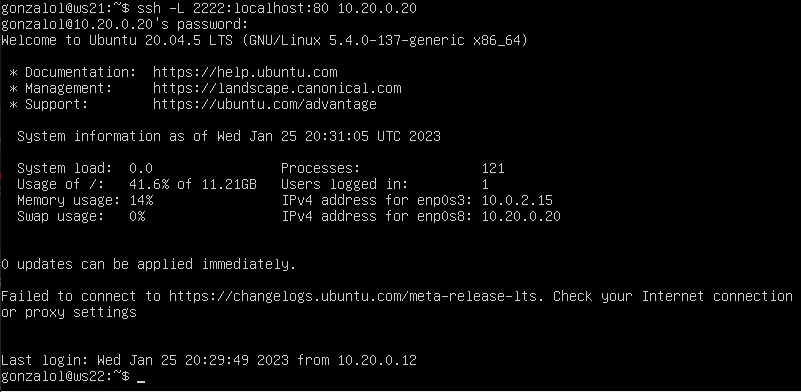 gonzalol@ws21:~$ ssh -L 2222:localhost:80 10.20.0.20
gonzalol@10.20.0.20's password:
Welcome to Ubuntu 20.04.5 LTS (GNU/Linux 5.4.0-137-generic x86_64)
* Documentation:  https://help.ubuntu.com
* Management:     https://landscape.canonical.com
* Support:        https://ubuntu.com/advantage
System information as of Wed Jan 25 20:31:05 UTC 2023
System load:  0.0                Processes:               121
Usage of /:   41.6% of 11.21GB   Users logged in:         1
Memory usage: 14%                IPv4 address for enp0s3: 10.0.2.15
Swap usage:   0%                 IPv4 address for enp0s8: 10.20.0.20
0 updates can be applied immediately.
Failed to connect to https://changelogs.ubuntu.com/meta-release-lts. Check your Internet connection
or proxy settings
Last login: Wed Jan 25 20:29:49 2023 from 10.20.0.12
gonzalol@ws22:~$ _